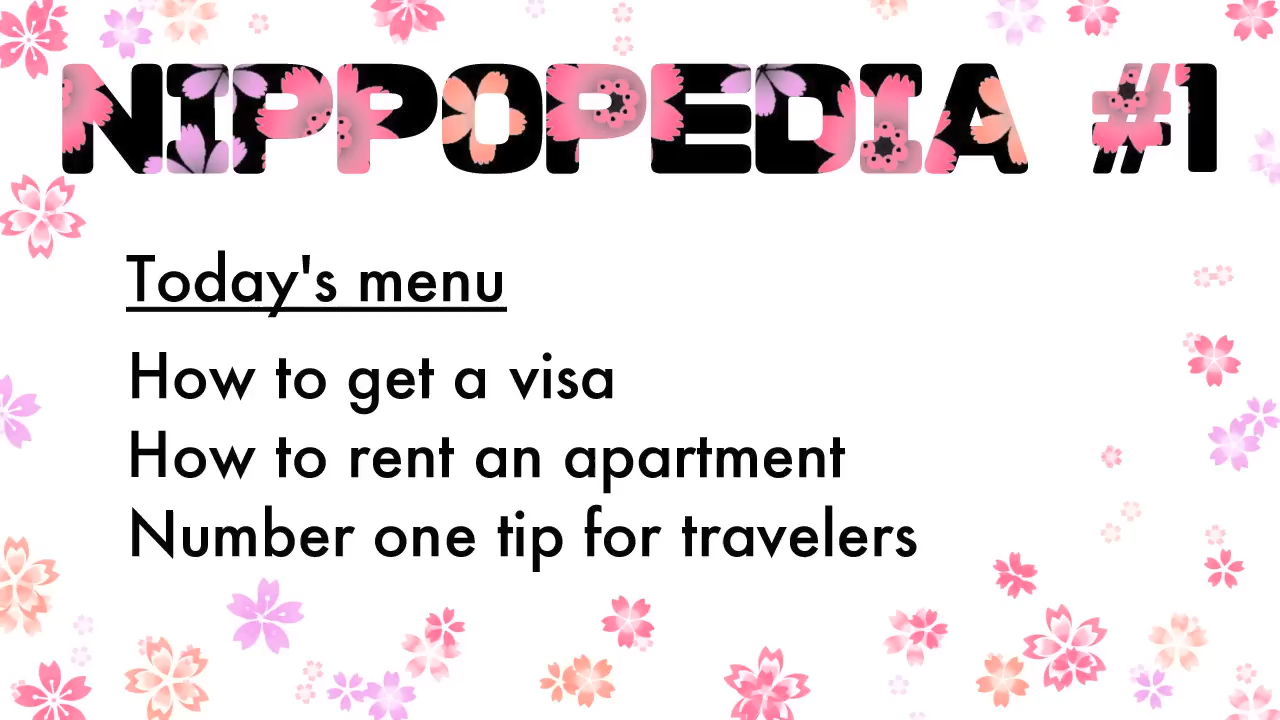 NIPPOPEDIA #1
Today's menu
How to get a visa
How to rent an apartment
Number one tip for travelers